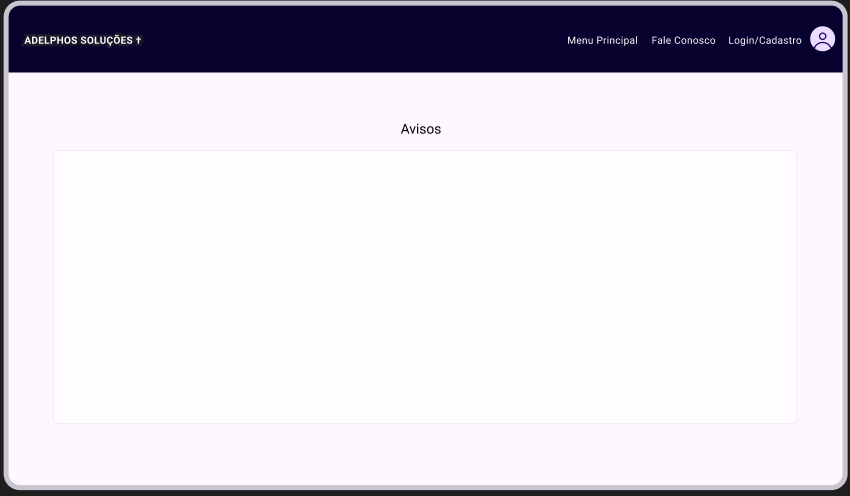 ADELPHOS SOLUÇÕES ✝
Menu Principal Fale Conosco Login/Cadastro
Avisos